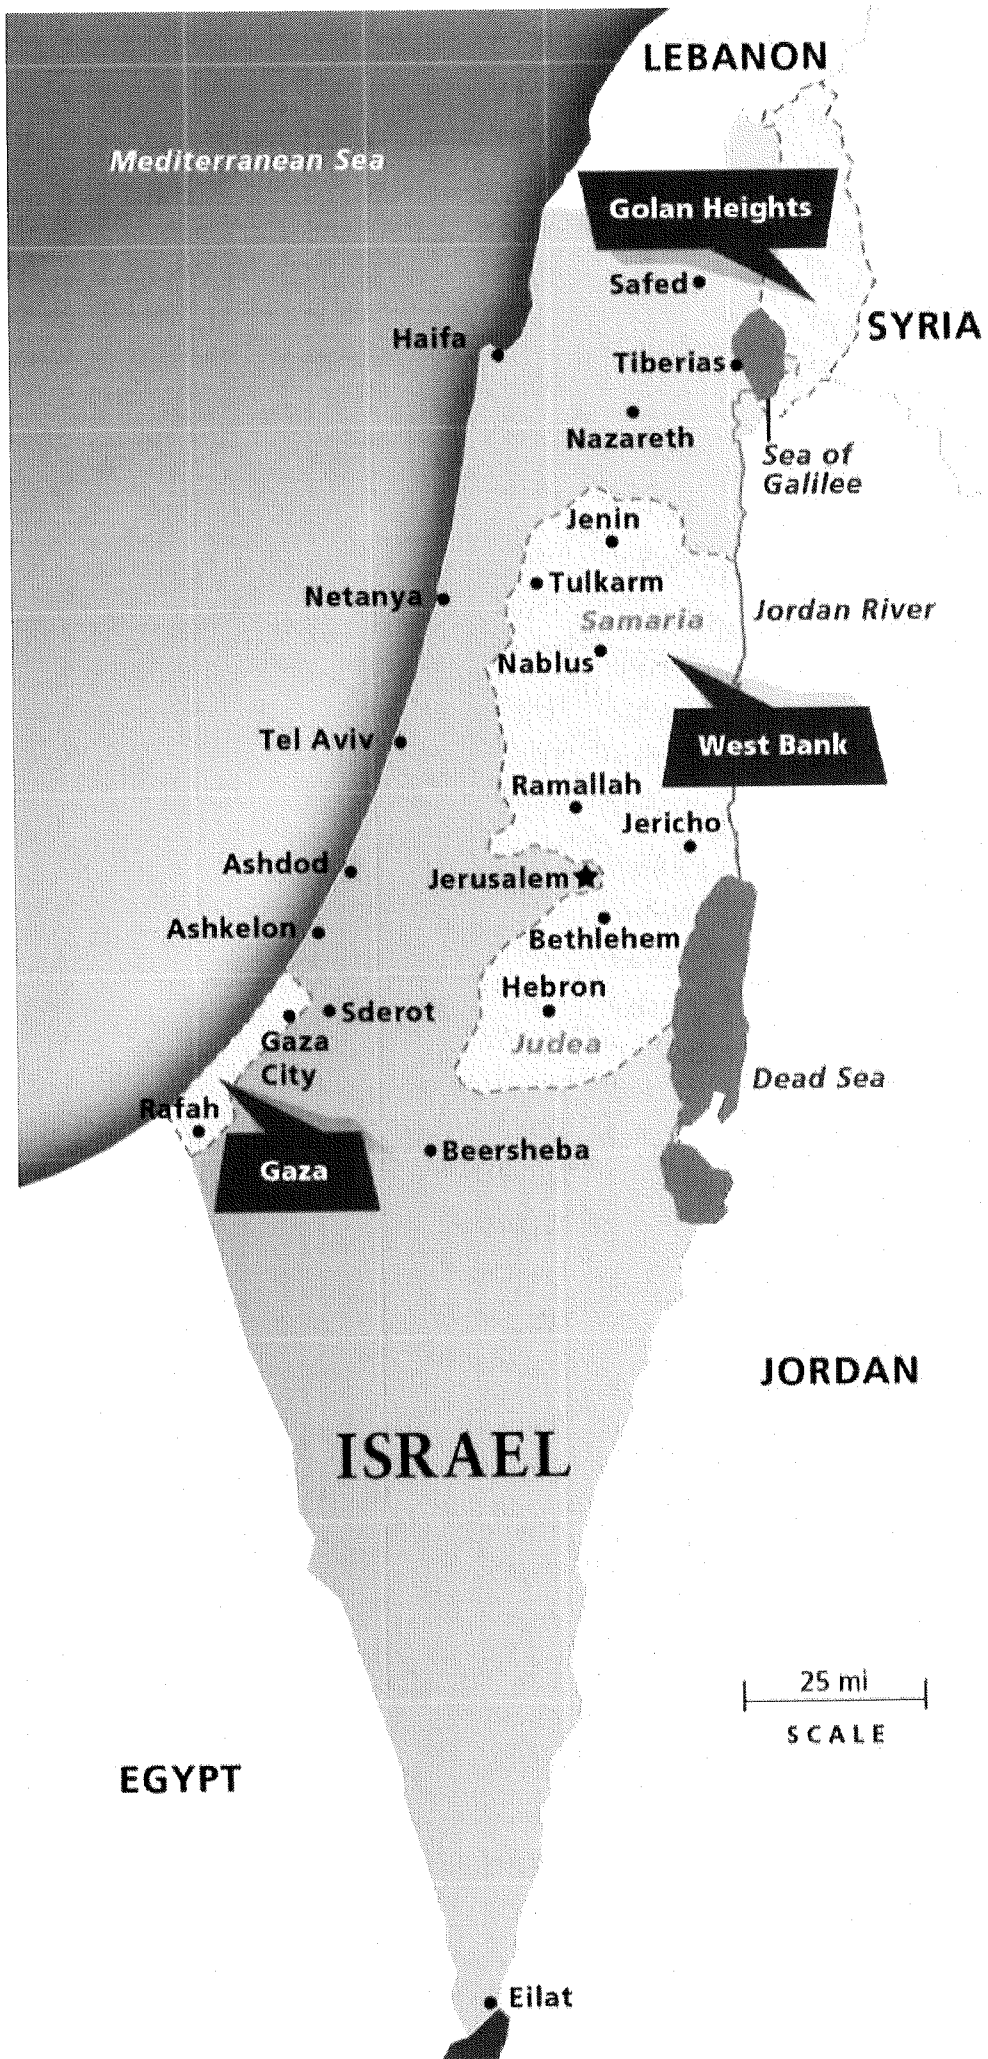 LEBANON
Mediterranean Sea
Golan Heights
Safed
SYRIA
Haifa
Tiberias
Nazareth
Sea of
Galilee
Jenin
Tulkarm
Netanya
Samaria
Jordan River
Nablus
Tel Aviv
West Bank
Ramallah
Jericho
Ashdod
Jerusalem
Ashkelon
Bethlehem
Hebron
Sderot
Gaza
City
Judea
Dead Sea
Rafah
Beersheba
Gaza
JORDAN
ISRAEL
25 mi
SCALE
EGYPT
Eilat